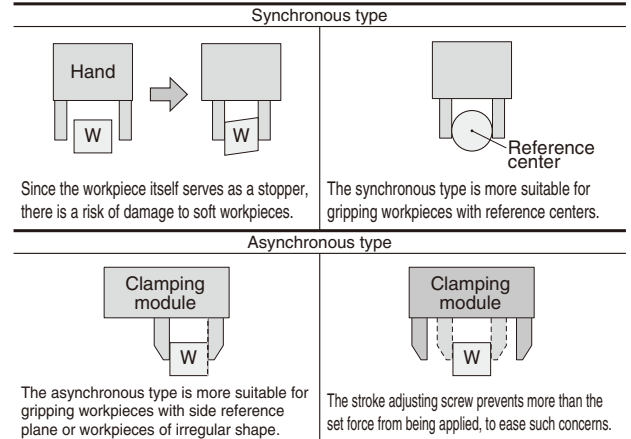 Synchronous type
Hand
W
W
Reference
center
Since the workpiece itself serves as a stopper,
there is a risk of damage to soft workpieces.
The synchronous type is more suitable for
gripping workpieces with reference centers.
Asynchronous type
Clamping
module
W
Clamping
module
W
The asynchronous type is more suitable for
gripping workpieces with side reference
plane or workpieces of irregular shape.
The stroke adjusting screw prevents more than the
set force from being applied, to ease such concerns.